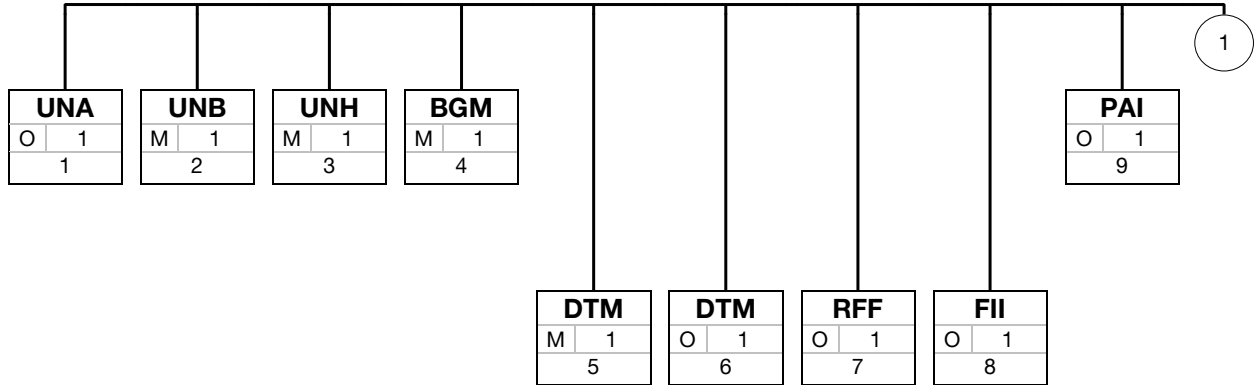 1
UNA UNB UNH BGM PAI
O 1 M 1 M 1 M 1 O 1
1 2 3 4 9
DTM DTM RFF FII
M 1 O 1 O 1 O 1
5 6 7 8